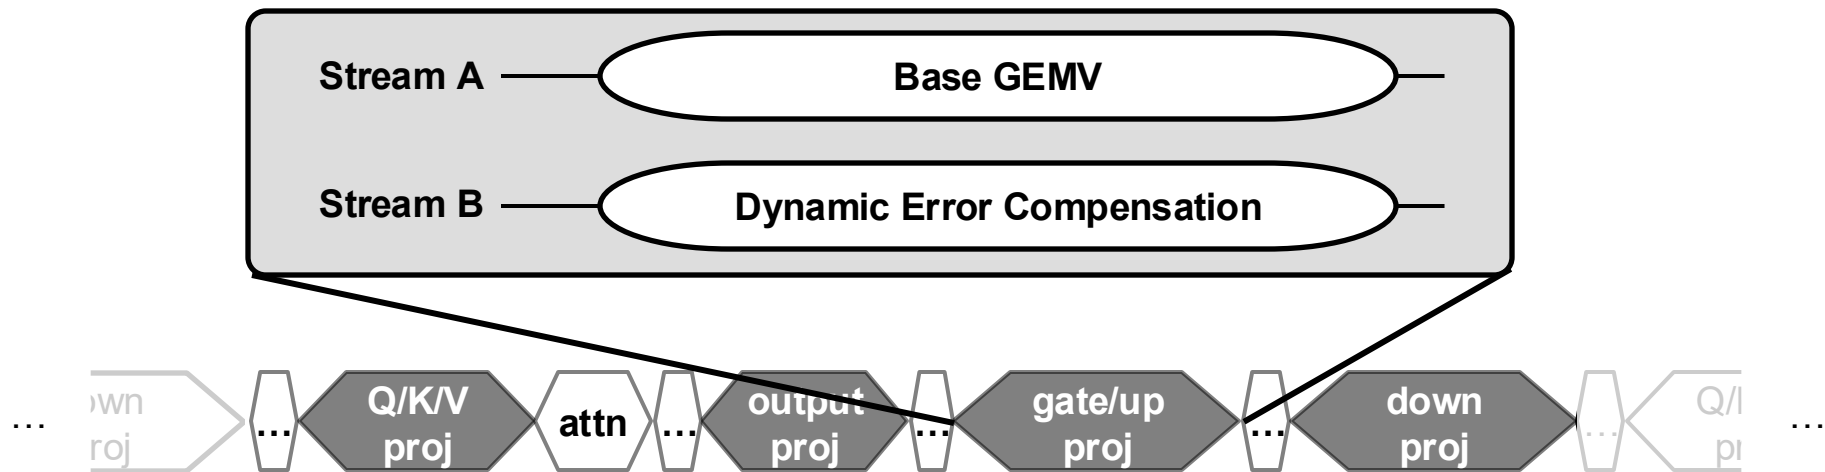 Stream A
Base GEMV
Stream B
Dynamic Error Compensation
...
...
Q/K/V
proj
attn
...
output
proj
...
gate/up
proj
...
down
proj
...
...